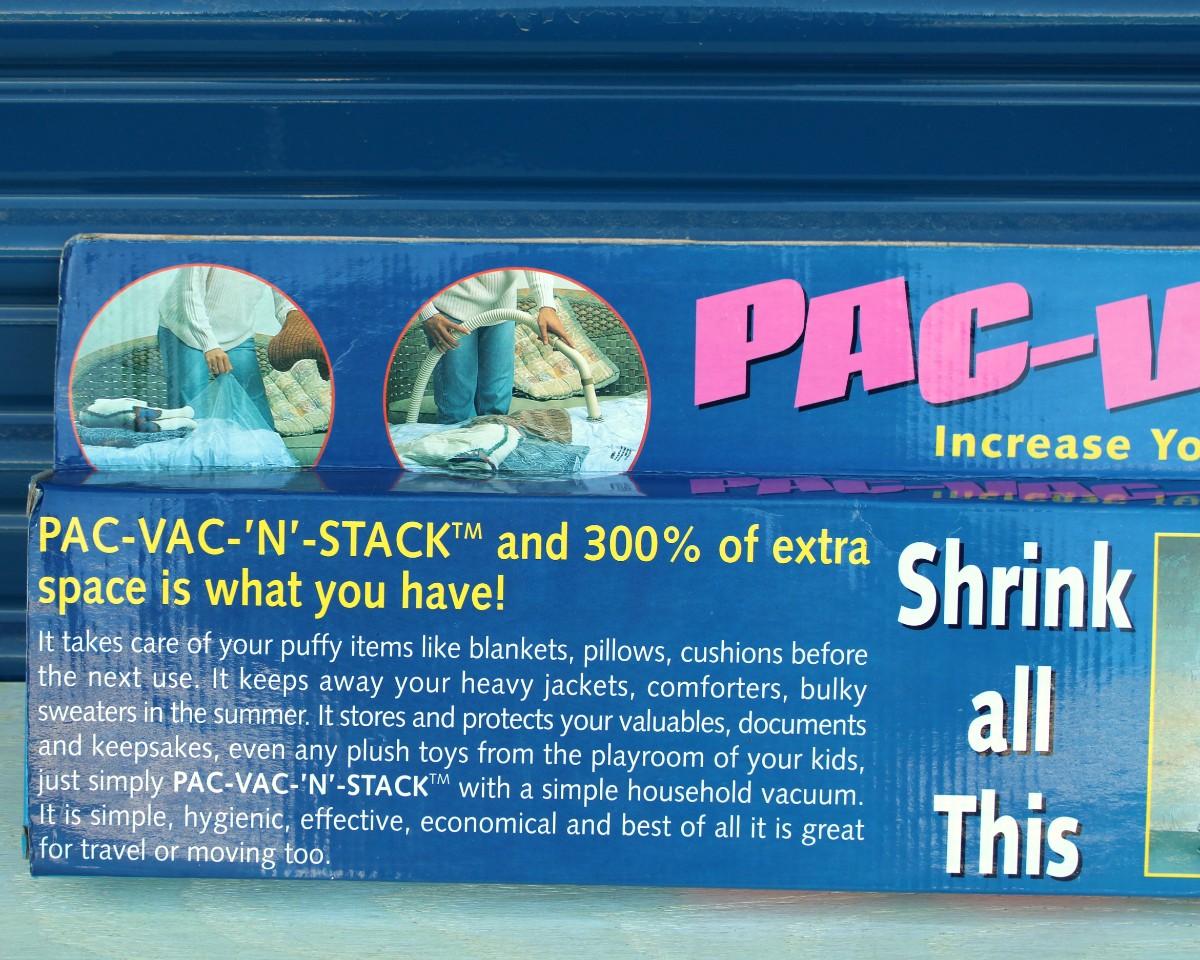 PAC-V
Increase Yo
PAC-VAC-'N'-STACK™ and 300% of extra
space is what you have!
It takes care of your puffy items like blankets, pillows, cushions before
the next use. It keeps away your heavy jackets, comforters, bulky
sweaters in the summer. It stores and protects your valuables, documents
and keepsakes, even any plush toys from the playroom of your kids,
just simply PAC-VAC-'N'-STACK™ with a simple household vacuum.
It is simple, hygienic, effective, economical and best of all it is great
for travel or moving too.
Shrink
all
This